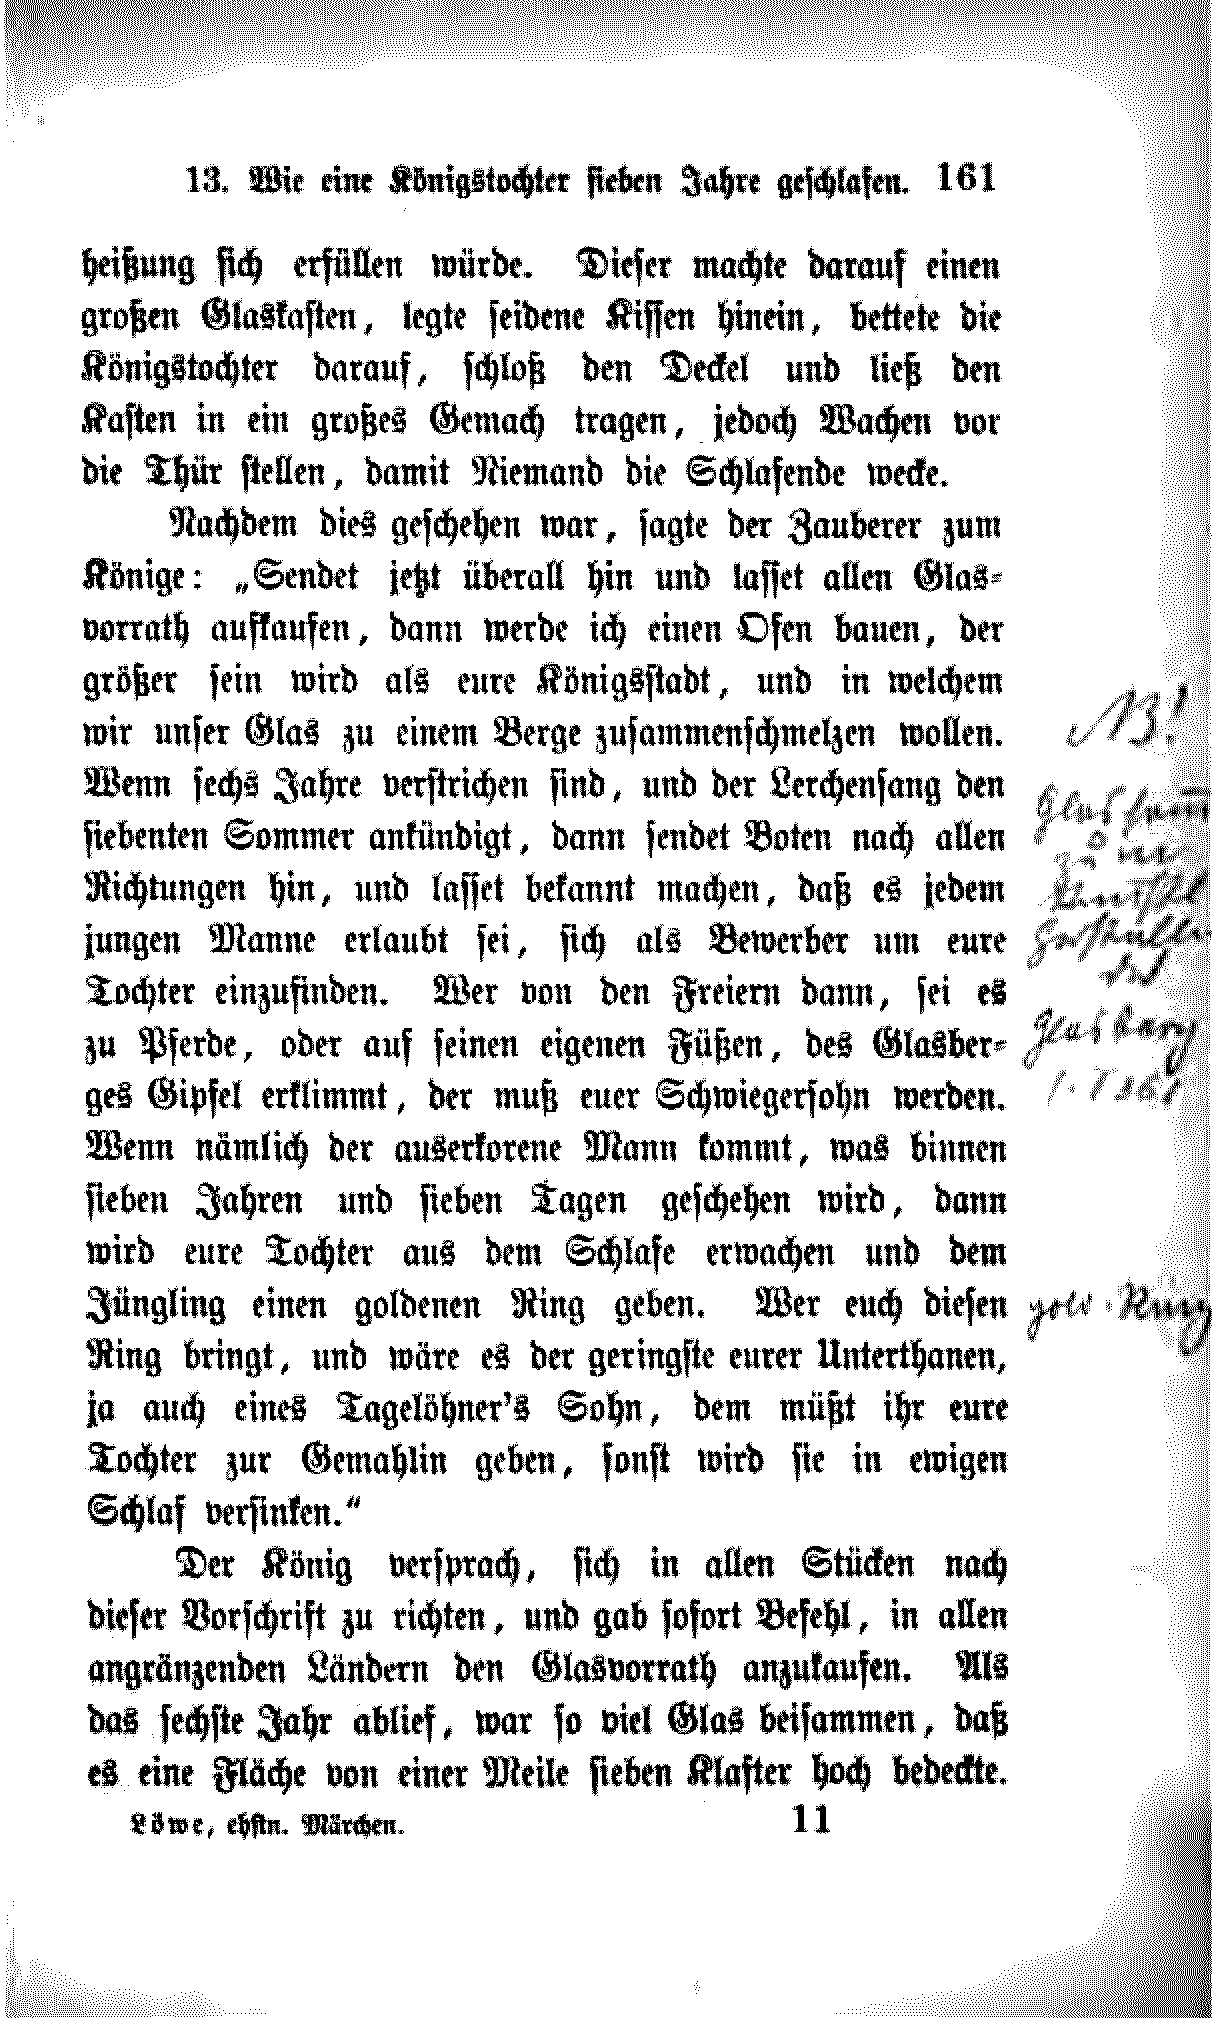 13. Wie eine Königstochter sieben Jahre geschlafen. 161
heißung sich erfüllen würde. Dieser machte darauf einen
großen Glaskasten, legte seidene Kissen hinein, bettete die
Königstochter darauf, schloß den Deckel und ließ den
Kasten in ein großes Gemach tragen, jedoch Wachen vor
die Thür stellen, damit Niemand die Schlafende wecke.
Nachdem dies geschehen war, sagte der Zauberer zum
Könige: „Sendet jetzt überall hin und lasset allen Glas-
vorrath aufkaufen, dann werde ich einen Ofen bauen, der
größer sein wird als eure Königsstadt, und in welchem
wir unser Glas zu einem Berge zusammenschmelzen wollen.
Wenn sechs Jahre verstrichen sind, und der Lerchensang den
siebenten Sommer ankündigt, dann sendet Boten nach allen
Richtungen hin, und lasset bekannt machen, daß es jedem
jungen Manne erlaubt sei, sich als Bewerber um eure
Tochter einzufinden. Wer von den Freiern dann, sei es
zu Pferde, oder auf seinen eigenen Füßen, des Glasber-
ges Gipfel erklimmt, der muß euer Schwiegersohn werden.
Wenn nämlich der auserkorene Mann kommt, was binnen
sieben Jahren und sieben Tagen geschehen wird, dann
wird eure Tochter aus dem Schlafe erwachen und dem
Jüngling einen goldenen Ring geben. Wer euch diesen
Ring bringt, und wäre es der geringste eurer Unterthanen,
ja auch eines Tagelöhner's Sohn, dem müßt ihr eure
Tochter zur Gemahlin geben, sonst wird sie in ewigen
Schlaf versinken.“
Der König versprach, sich in allen Stücken nach
dieser Vorschrift zu richten, und gab sofort Befehl, in allen
angränzenden Ländern den Glasvorrath anzukaufen. Als
das sechste Jahr ablief, war so viel Glas beisammen, daß
es eine Fläche von einer Meile sieben Klafter hoch bedeckte.
Löwe, ehstn. Märchen. 11
NB!
Glasberg
gold. Ring